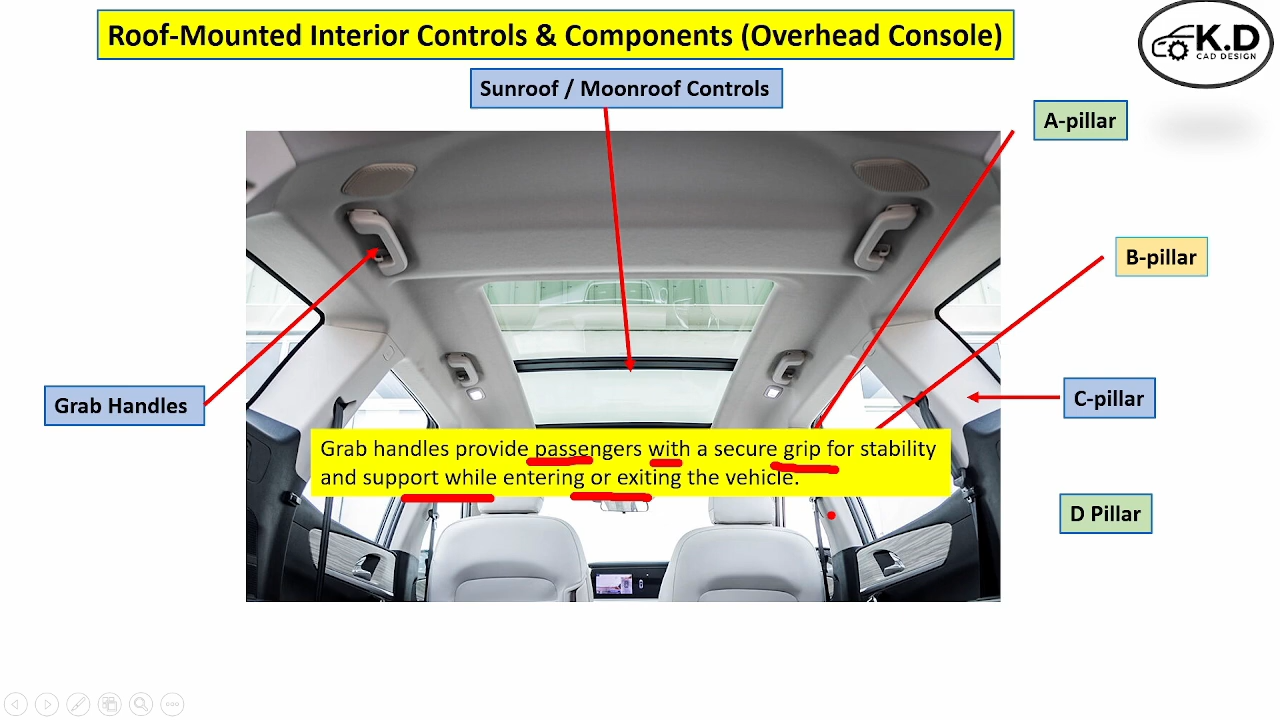 Roof-Mounted Interior Controls & Components (Overhead Console)
K.D
CAD DESIGN
Sunroof / Moonroof Controls
A-pillar
B-pillar
Grab Handles
C-pillar
Grab handles provide passengers with a secure grip for stability
and support while entering or exiting the vehicle.
D Pillar